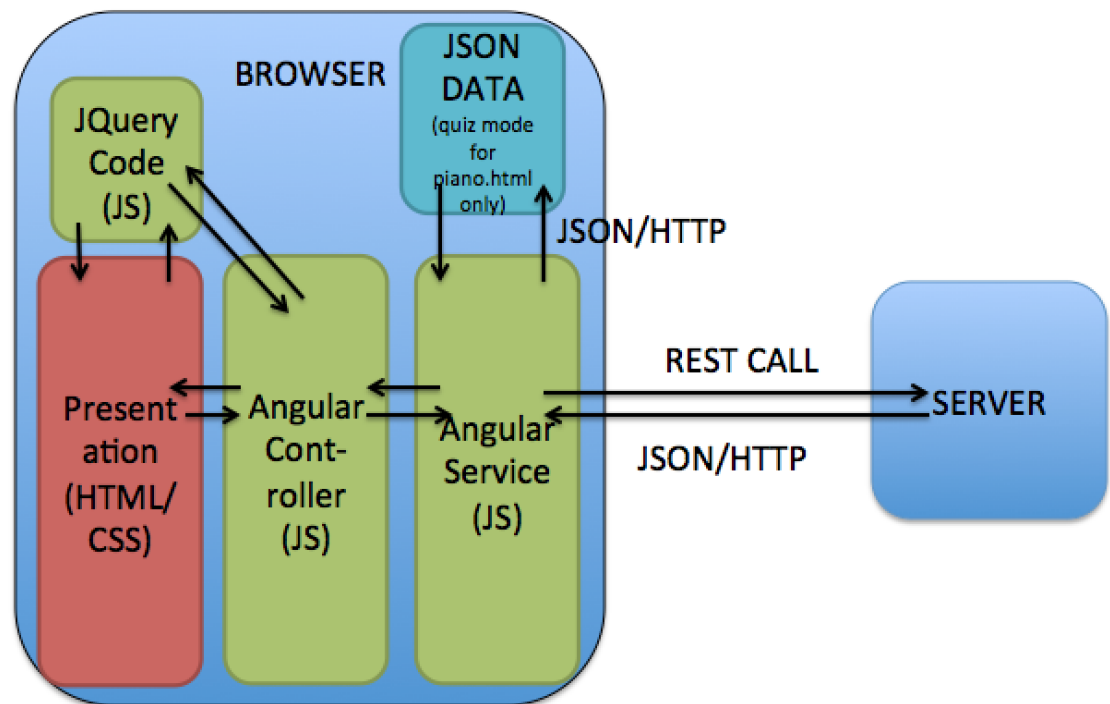 BROWSER
JSON
DATA
(quiz mode
for
piano.html
only)
JQuery
Code
(JS)
JSON/HTTP
Present
ation
(HTML/
CSS)
Angular
Cont-
roller
(JS)
Angular
Service
(JS)
REST CALL
JSON/HTTP
SERVER